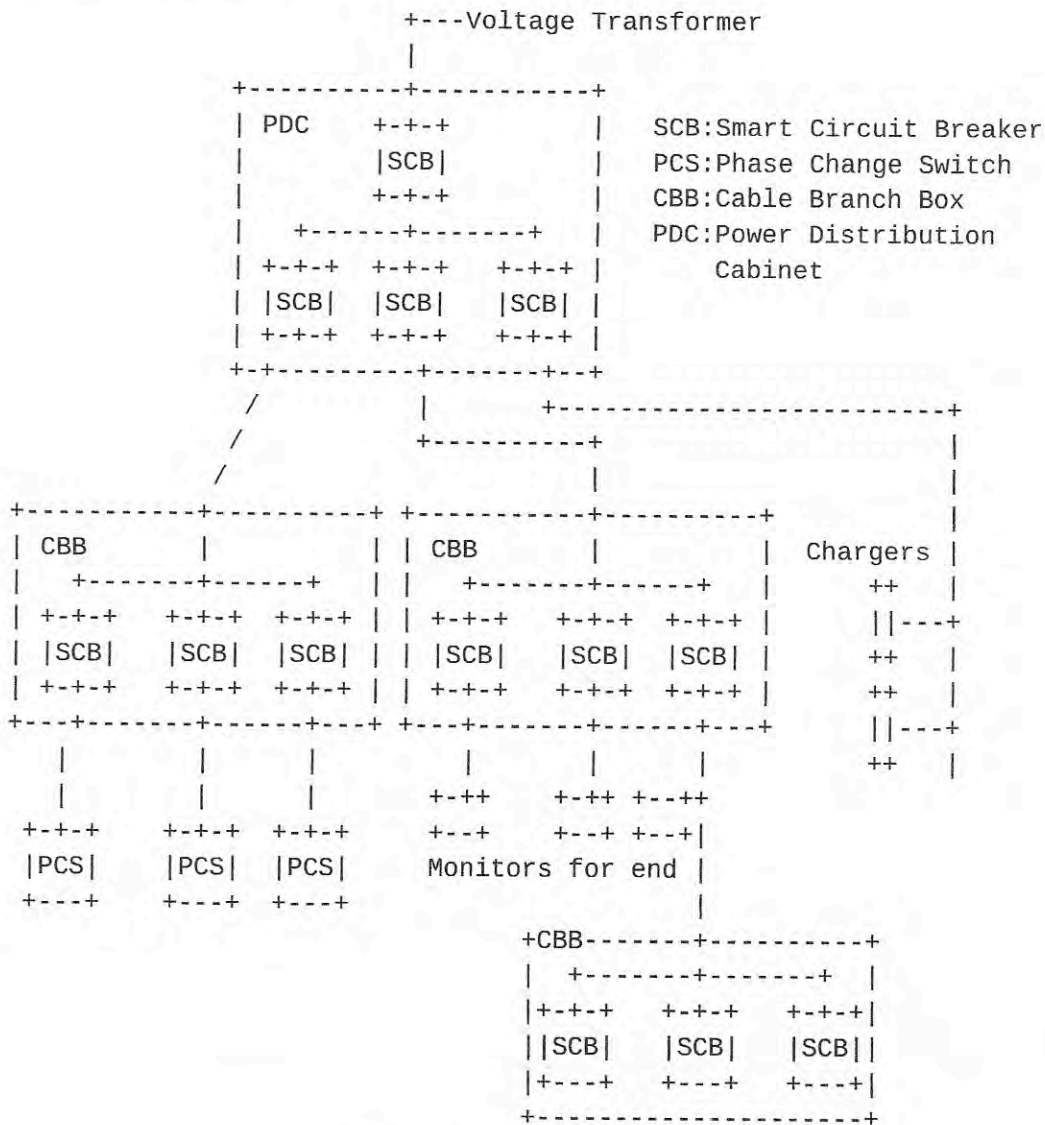 +---Voltage Transformer
|
+-----------+-----------+
| PDC    +-+-+          |   SCB:Smart Circuit Breaker
|        |SCB|          |   PCS:Phase Change Switch
|        +-+-+          |   CBB:Cable Branch Box
|   +------+-------+    |   PDC:Power Distribution
| +-+-+  +-+-+   +-+-+ |       Cabinet
| |SCB|  |SCB|   |SCB| |
| +-+-+  +-+-+   +-+-+ |
+-+---------+-------+--+
/          |       +-------------------------+
/           +----------+                      |
/                       |                      |
+-----------+----------+ +-----------+----------+            |
| CBB       |          | | CBB       |          |  Chargers |
|   +-------+------+   | |   +-------+------+   |      ++   |
| +-+-+   +-+-+  +-+-+ | | +-+-+   +-+-+  +-+-+ |      ||---+
| |SCB|   |SCB|  |SCB| | | |SCB|   |SCB|  |SCB| |      ++   |
| +-+-+   +-+-+  +-+-+ | | +-+-+   +-+-+  +-+-+ |      ++   |
+---+-------+------+---+ +---+-------+------+---+      ||---+
|       |      |         |       |      |          ++   |
|       |      |       +-++    +-++ +--++
+-+-+   +-+-+  +-+-+     +--+    +--+ +--+|
|PCS|   |PCS|  |PCS|     Monitors for end |
+---+   +---+  +---+                      |
+CBB-------+----------+
|  +-------+-------+  |
|+-+-+   +-+-+   +-+-+|
||SCB|   |SCB|   |SCB||
|+---+   +---+   +---+|
+---------------------+